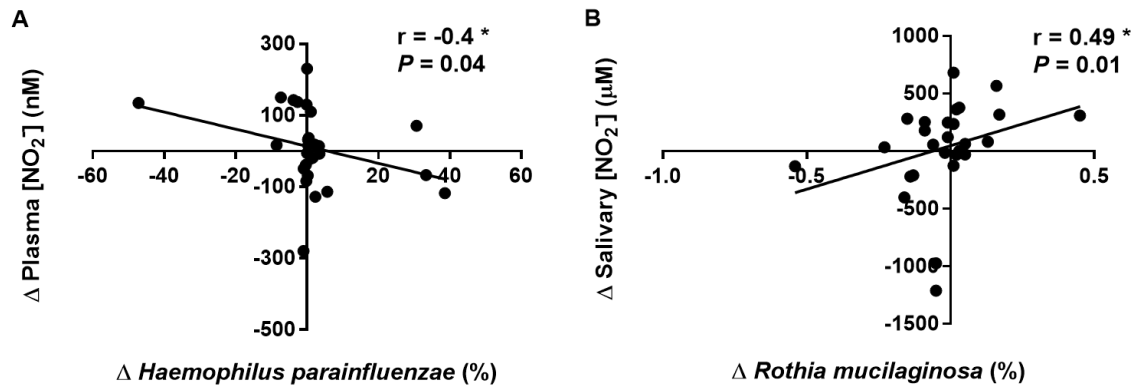 A
r = -0.4 *
P = 0.04
300
100
-100
-300
-500
-60
-40
-20
0
20
40
60
Δ Plasma [NO2-] (nM)
Δ Haemophilus parainfluenzae (%)
B
r = 0.49 *
P = 0.01
1000
500
-500
-1000
-1500
-1.0
-0.5
0.5
Δ Salivary [NO2-] (μM)
Δ Rothia mucilaginosa (%)